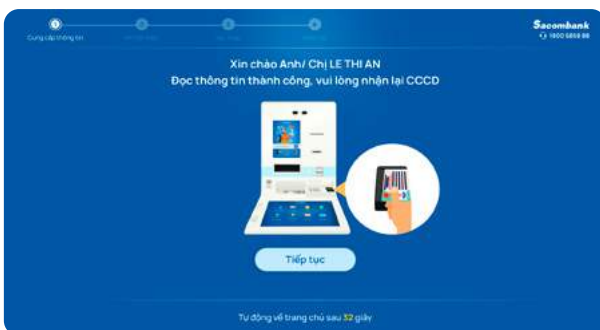 Cung cấp thông tin
Sacombank
1800 5858 88
Xin chào Anh/ Chị LE THI AN
Đọc thông tin thành công, vui lòng nhận lại CCCD
Tiếp tục
Tự động về trang chủ sau 32 giây